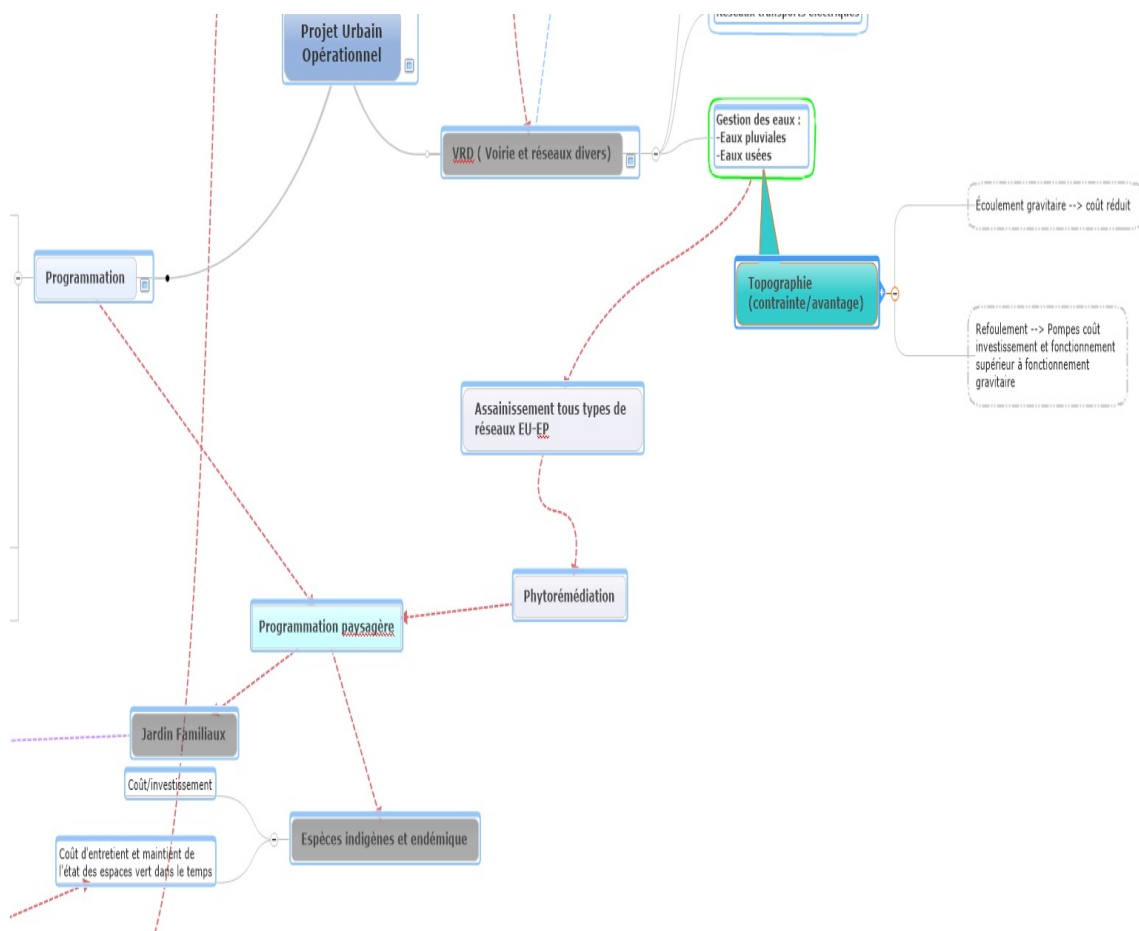 Réseaux transports électriques
Projet Urbain
Opérationnel
Gestion des eaux :
-Eaux pluviales
-Eaux usées
VRD ( Voirie et réseaux divers)
Écoulement gravitaire --> coût réduit
Programmation
Topographie
(contrainte/avantage)
Refoulement --> Pompes coût
investissement et fonctionnement
supérieur à fonctionnement
gravitaire
Assainissement tous types de
réseaux EU-EP
Phytorémédiation
Programmation paysagère
Jardin Familiaux
Coût/investissement
Espèces indigènes et endémique
Coût d'entretient et maintient de
l'état des espaces vert dans le temps